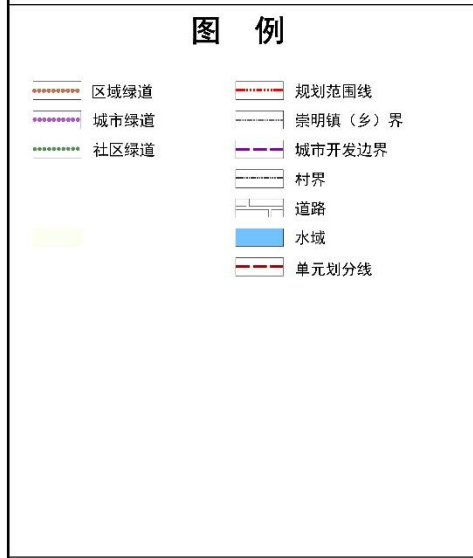 图 例
区域绿道
城市绿道
社区绿道
规划范围线
崇明镇（乡）界
城市开发边界
村界
道路
水域
单元划分线